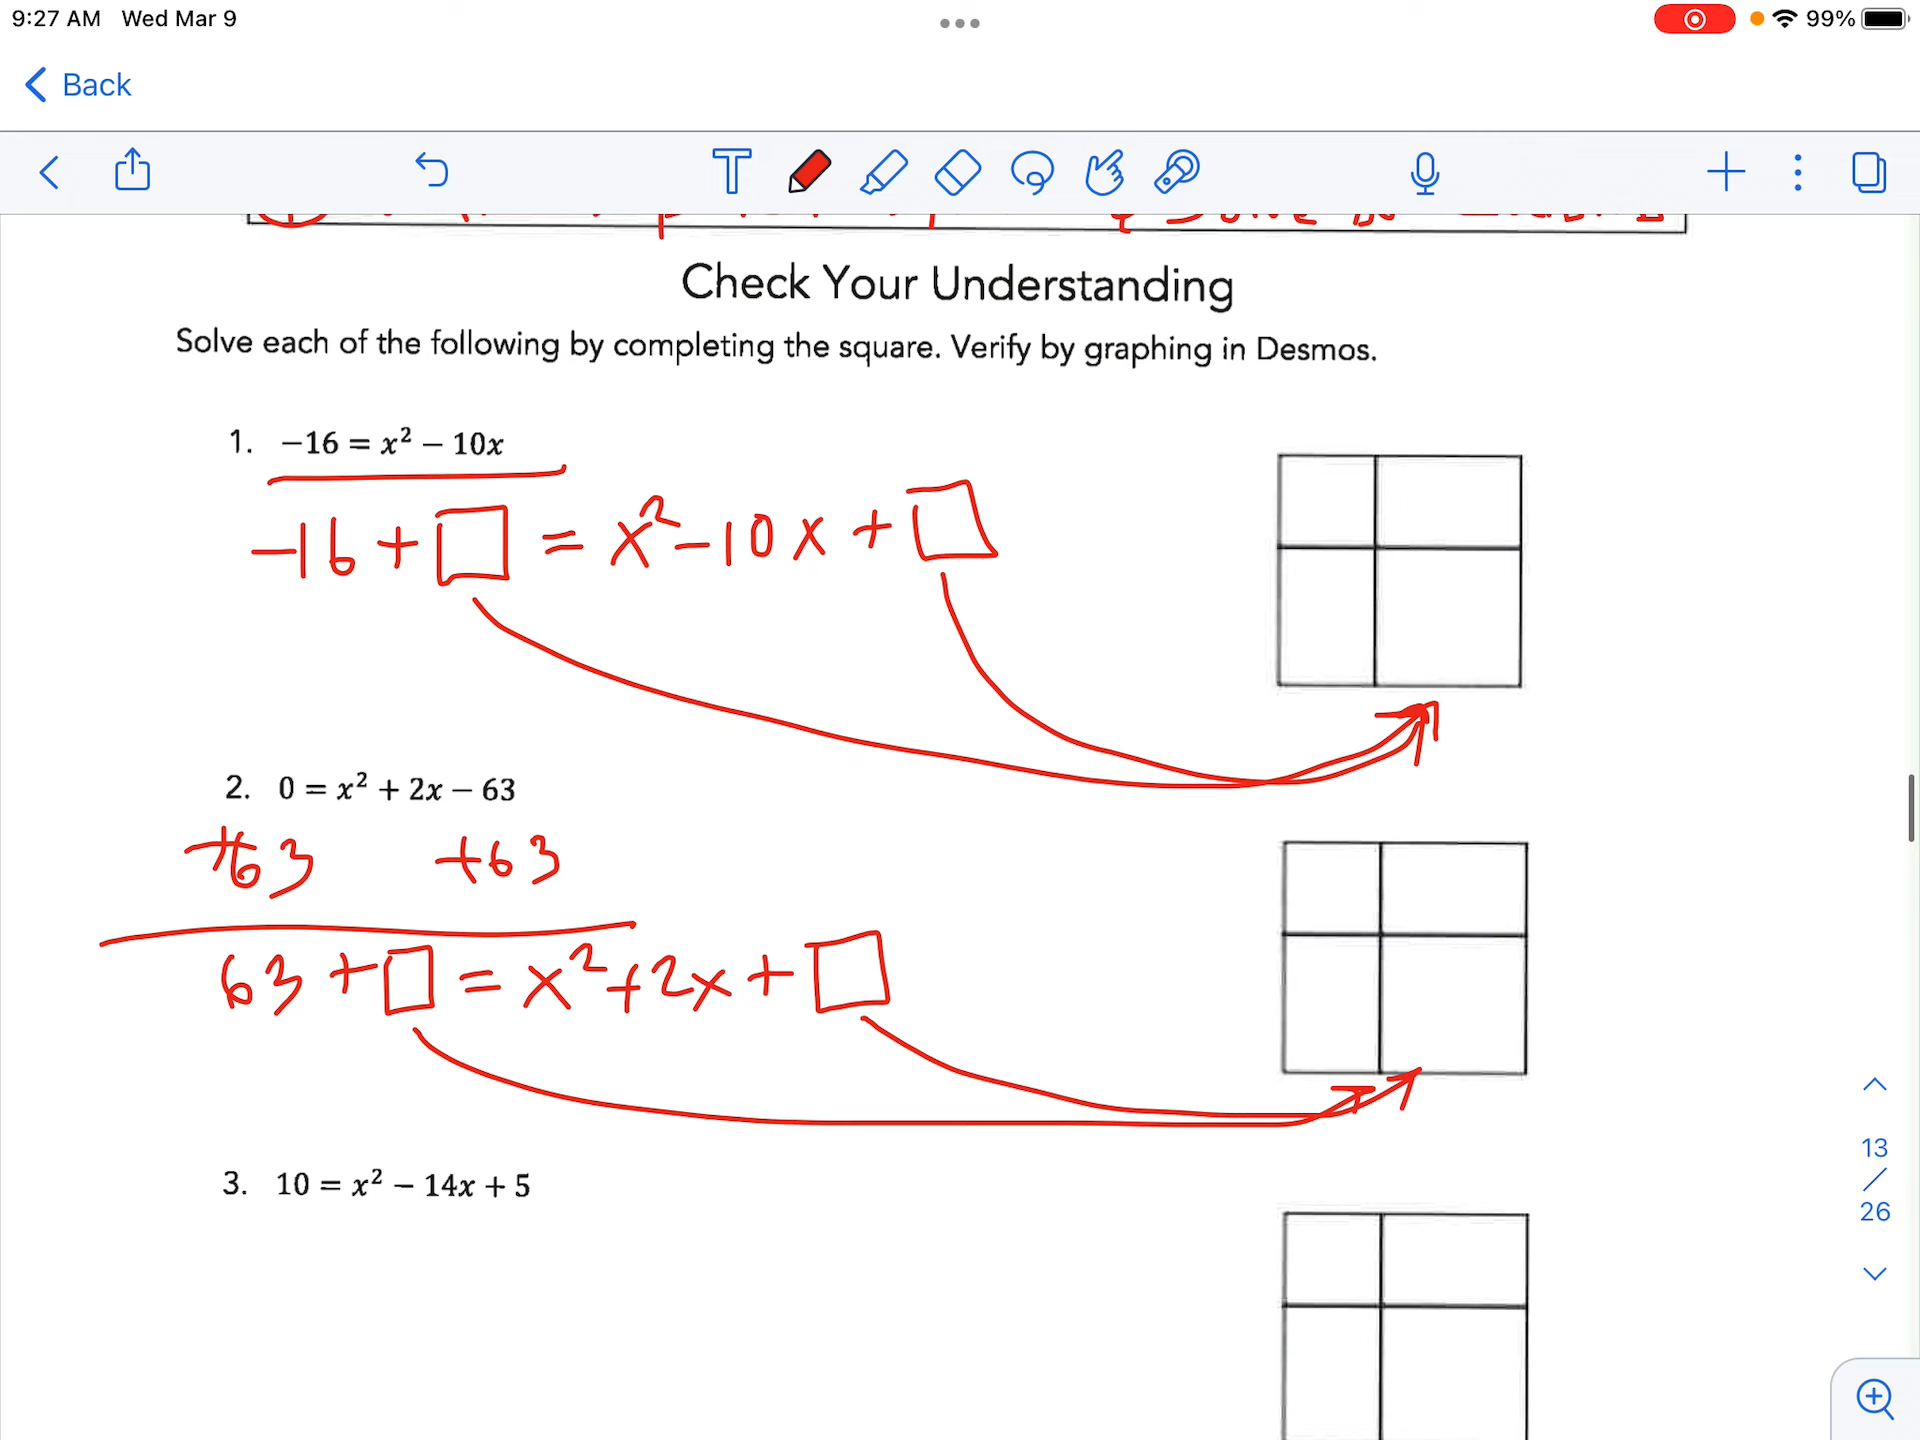 9:27 AM Wed Mar 9
99%
Back
Check Your Understanding
Solve each of the following by completing the square. Verify by graphing in Desmos.
1. −16 = x² − 10x
-16 + □ = x² - 10x + □
2. 0 = x² + 2x − 63
+63 +63
63 + □ = x² + 2x + □
3. 10 = x² − 14x + 5
13
/
26